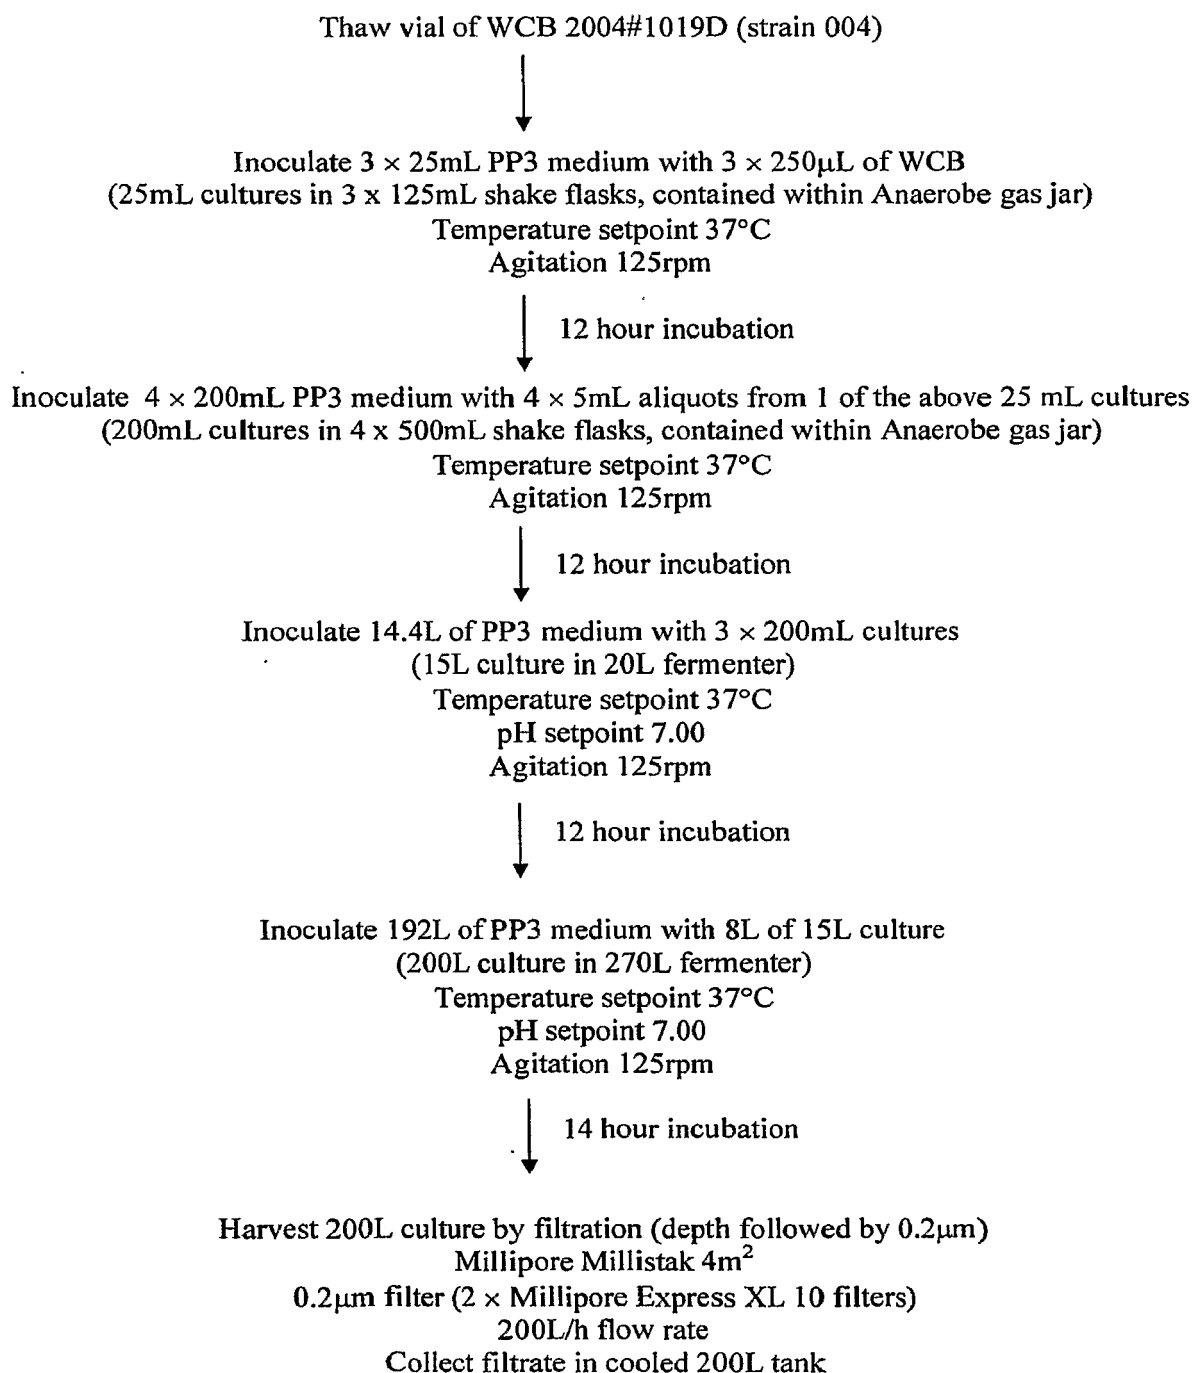 Thaw vial of WCB 2004#1019D (strain 004)
Inoculate 3 × 25mL PP3 medium with 3 × 250μL of WCB
(25mL cultures in 3 x 125mL shake flasks, contained within Anaerobe gas jar)
Temperature setpoint 37°C
Agitation 125rpm
12 hour incubation
Inoculate 4 × 200mL PP3 medium with 4 × 5mL aliquots from 1 of the above 25 mL cultures
(200mL cultures in 4 x 500mL shake flasks, contained within Anaerobe gas jar)
Temperature setpoint 37°C
Agitation 125rpm
12 hour incubation
Inoculate 14.4L of PP3 medium with 3 × 200mL cultures
(15L culture in 20L fermenter)
Temperature setpoint 37°C
pH setpoint 7.00
Agitation 125rpm
12 hour incubation
Inoculate 192L of PP3 medium with 8L of 15L culture
(200L culture in 270L fermenter)
Temperature setpoint 37°C
pH setpoint 7.00
Agitation 125rpm
14 hour incubation
Harvest 200L culture by filtration (depth followed by 0.2μm)
Millipore Millistak 4m²
0.2μm filter (2 × Millipore Express XL 10 filters)
200L/h flow rate
Collect filtrate in cooled 200L tank